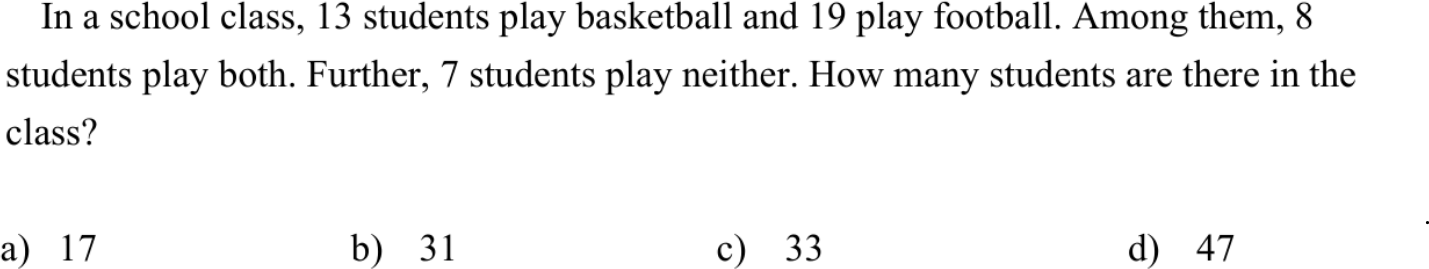 In a school class, 13 students play basketball and 19 play football. Among them, 8
students play both. Further, 7 students play neither. How many students are there in the
class?
a) 17 b) 31 c) 33 d) 47